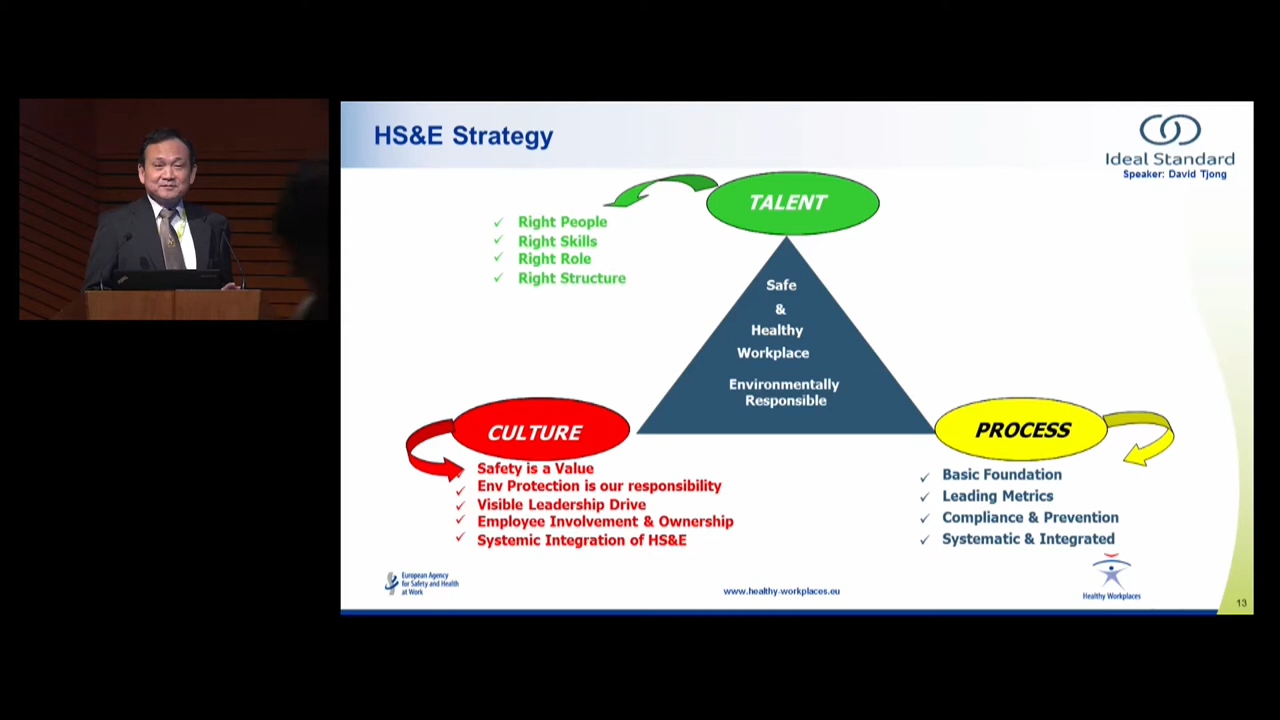 HS&E Strategy
Ideal Standard
Speaker: David Tjong
TALENT
Right People
Right Skills
Right Role
Right Structure
Safe
&
Healthy
Workplace
Environmentally
Responsible
CULTURE
Safety is a Value
Env Protection is our responsibility
Visible Leadership Drive
Employee Involvement & Ownership
Systemic Integration of HS&E
PROCESS
Basic Foundation
Leading Metrics
Compliance & Prevention
Systematic & Integrated
European Agency
for Safety and Health
at Work
www.healthy-workplaces.eu
Healthy Workplaces
13